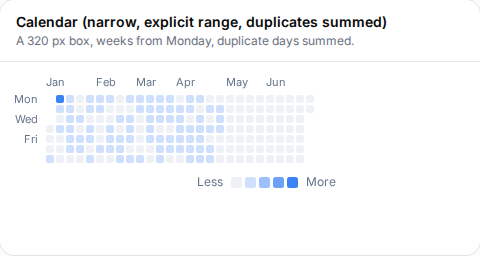 Calendar (narrow, explicit range, duplicates summed)
A 320 px box, weeks from Monday, duplicate days summed.
Jan Feb Mar Apr May Jun
Mon
Wed
Fri
Less More